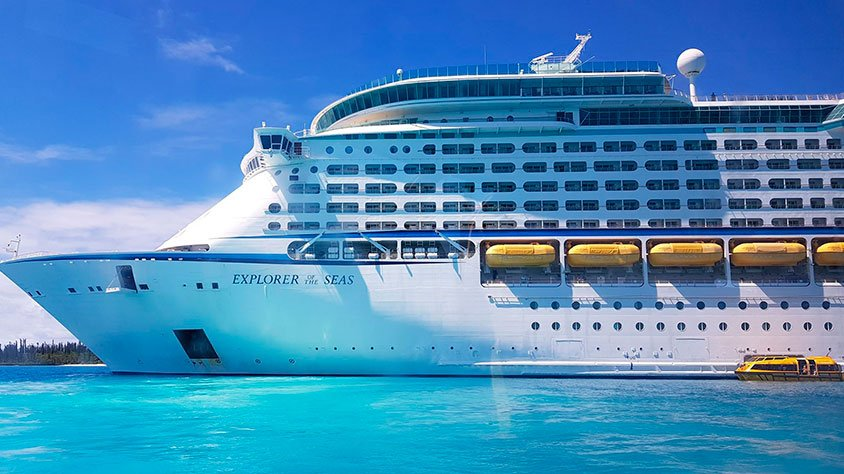 EXPLORER OF THE SEAS